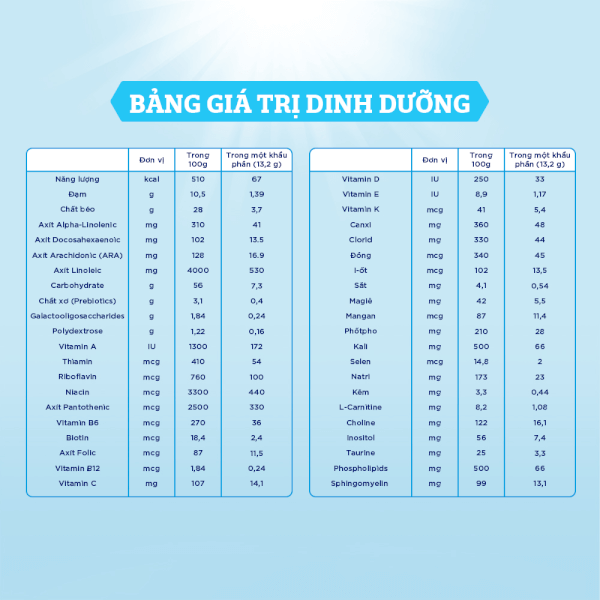 BẢNG GIÁ TRỊ DINH DƯỠNG
Đơn vị Trong 100g Trong một khẩu phần (13,2 g)
Năng lượng kcal 510 67
Đạm g 10,5 1,39
Chất béo g 28 3,7
Axit Alpha-Linolenic mg 310 41
Axit Docosahexaenoic mg 102 13.5
Axit Arachidonic (ARA) mg 128 16.9
Axit Linoleic mg 4000 530
Carbohydrate g 56 7,3
Chất xơ (Prebiotics) g 3,1 0,4
Galactooligosaccharides g 1,84 0,24
Polydextrose g 1,22 0,16
Vitamin A IU 1300 172
Thiamin mcg 410 54
Riboflavin mcg 760 100
Niacin mcg 3300 440
Axit Pantothenic mcg 2500 330
Vitamin B6 mcg 270 36
Biotin mcg 18,4 2,4
Axit Folic mcg 87 11,5
Vitamin B12 mcg 1,84 0,24
Vitamin C mg 107 14,1
Đơn vị Trong 100g Trong một khẩu phần (13,2 g)
Vitamin D IU 250 33
Vitamin E IU 8,9 1,17
Vitamin K mcg 41 5,4
Canxi mg 360 48
Clorid mg 330 44
Đồng mcg 340 45
I-ốt mcg 102 13,5
Sắt mg 4,1 0,54
Magiê mg 42 5,5
Mangan mcg 87 11,4
Phốtpho mg 210 28
Kali mg 500 66
Selen mcg 14,8 2
Natri mg 173 23
Kẽm mg 3,3 0,44
L-Carnitine mg 8,2 1,08
Choline mg 122 16,1
Inositol mg 56 7,4
Taurine mg 25 3,3
Phospholipids mg 500 66
Sphingomyelin mg 99 13,1